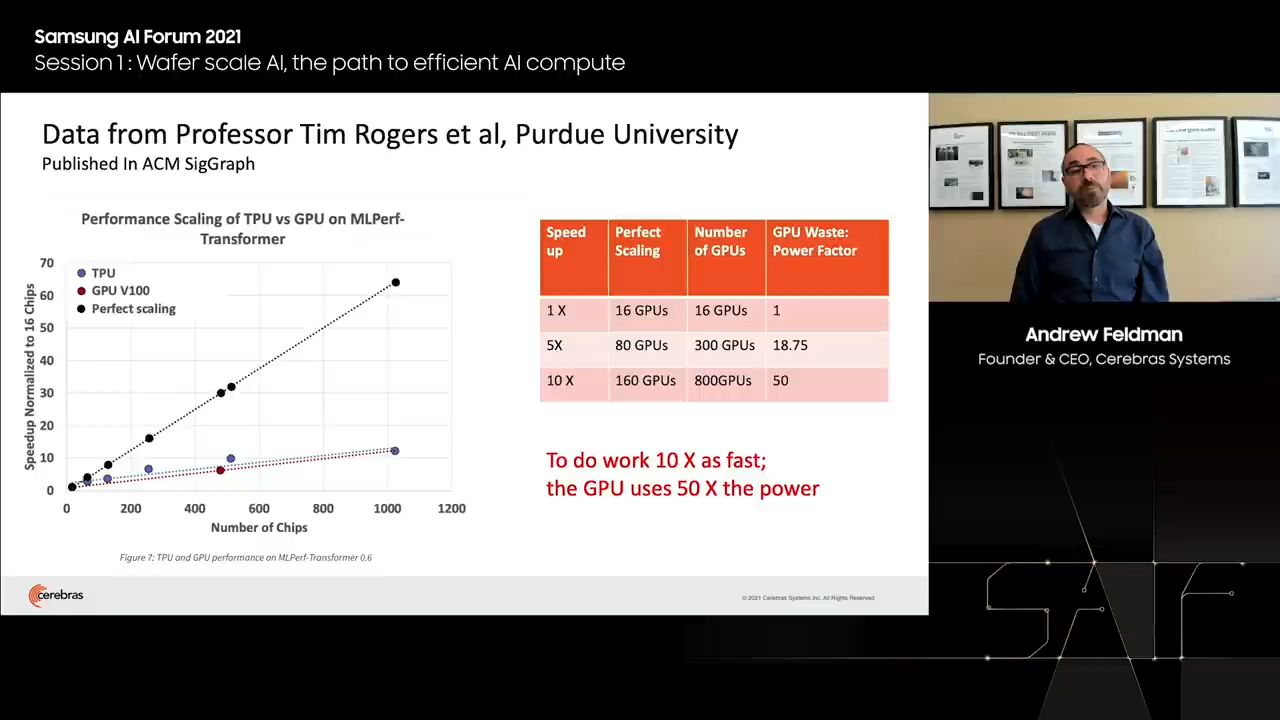 Samsung AI Forum 2021
Session 1 : Wafer scale AI, the path to efficient AI compute
Data from Professor Tim Rogers et al, Purdue University
Published In ACM SigGraph
Performance Scaling of TPU vs GPU on MLPerf-
Transformer
Speedup Normalized to 16 Chips
70
60
50
40
30
20
10
0
TPU
GPU V100
Perfect scaling
0 200 400 600 800 1000 1200
Number of Chips
Figure 7: TPU and GPU performance on MLPerf-Transformer 0.6
Speed Perfect Number GPU Waste:
up Scaling of GPUs Power Factor
1 X 16 GPUs 16 GPUs 1
5X 80 GPUs 300 GPUs 18.75
10 X 160 GPUs 800GPUs 50
To do work 10 X as fast;
the GPU uses 50 X the power
cerebras
© 2021 Cerebras Systems Inc. All Rights Reserved
Andrew Feldman
Founder & CEO, Cerebras Systems
SAIF